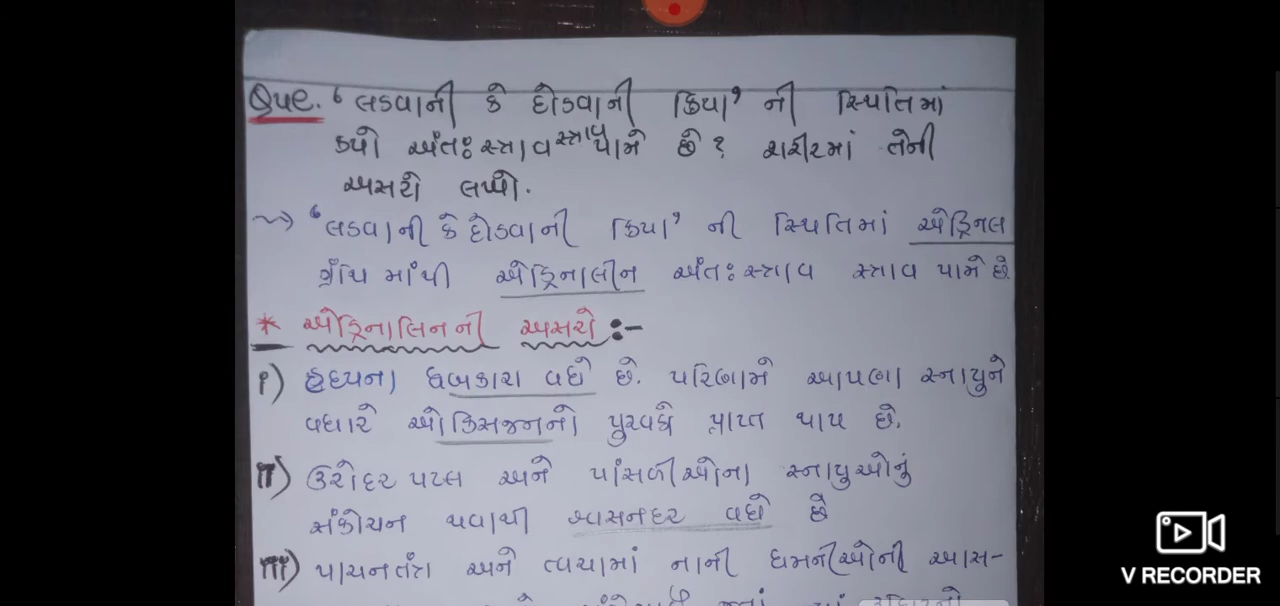 Que. ‘લડવાની કે દોડવાની ક્રિયા’ ની સ્થિતિમાં
કયો અંતઃસ્ત્રાવ સ્ત્રાવ પામે છે? શરીરમાં તેની
અસરો લખો.
‘લડવાની કે દોડવાની ક્રિયા’ ની સ્થિતિમાં એડ્રિનલ
ગ્રંથિ માંથી એડ્રિનાલીન અંતઃસ્ત્રાવ સ્ત્રાવ પામે છે
* એડ્રિનાલિનની અસરો :-
i) હૃદયના ધબકારા વધે છે. પરિણામે આપણા સ્નાયુને
વધારે ઓક્સિજનનો પુરવઠો પ્રાપ્ત થાય છે.
ii) ઉરોદર પટલ અને પાંસળીઓના સ્નાયુઓનું
સંકોચન થવાથી શ્વાસનદર વધે છે
iii) પાચનતંત્ર અને ત્વચામાં નાની ધમનીઓની આસ-
V RECORDER